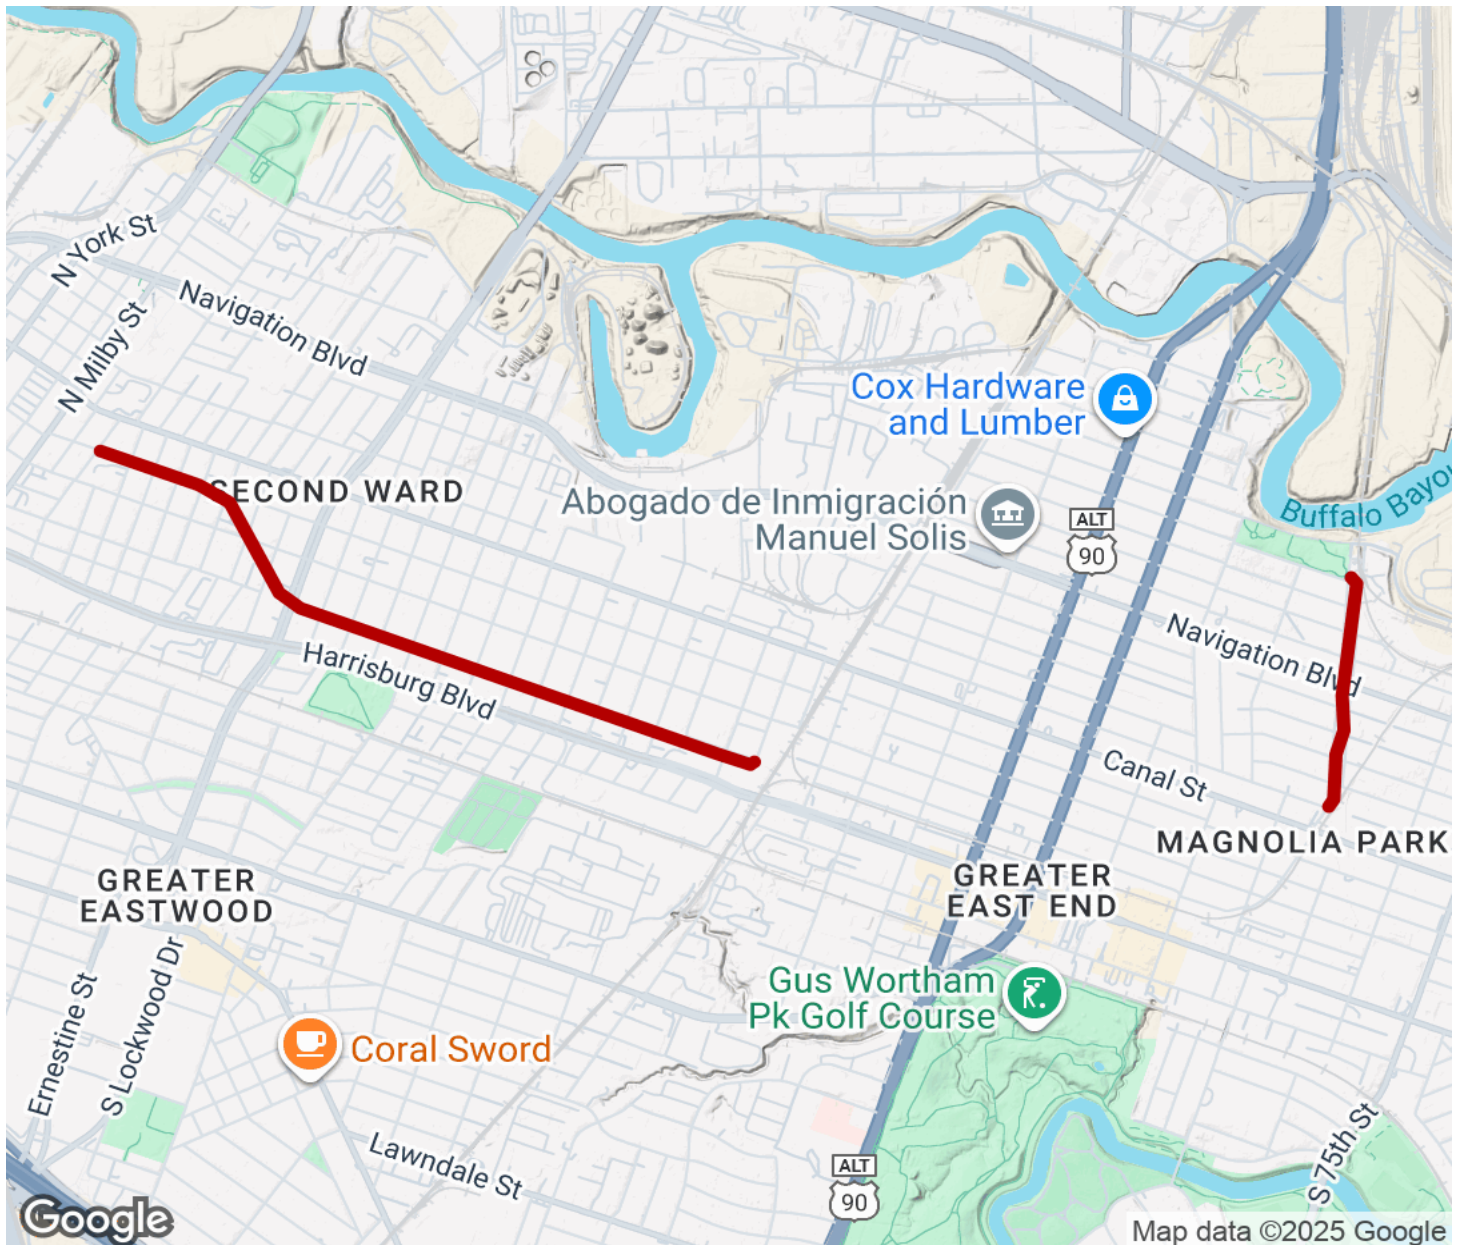 N York St
Navigation Blvd
N Milby St
Cox Hardware
and Lumber
SECOND WARD
Abogado de Inmigración
Manuel Solis
ALT
90
Buffalo Bayou
Navigation Blvd
Harrisburg Blvd
Canal St
MAGNOLIA PARK
GREATER
EASTWOOD
GREATER
EAST END
Gus Wortham
Pk Golf Course
Coral Sword
Ernestine St
S Lockwood Dr
Lawndale St
ALT
90
S 75th St
Google
Map data ©2025 Google